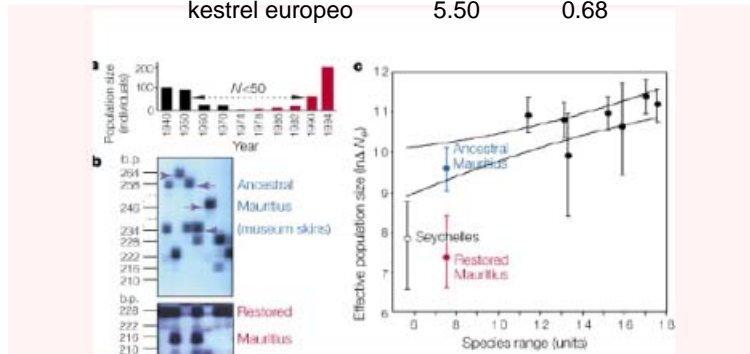 kestrel europeo 5.50 0.68
a
Population size
(individuals)
200
100
0
N<50
1940
1950
1960
1970
1974
1978
1986
1982
1990
1994
Year
b
b.p.
264
258
246
234
228
222
216
210
Ancestral
Mauritius
(museum skins)
b.p.
228
222
216
210
Restored
Mauritius
c
Effective population size (lnΔ Ne)
12
11
10
9
8
7
6
Ancestral
Mauritius
Seychelles
Restored
Mauritius
6 8 10 12 14 16 18
Species range (units)